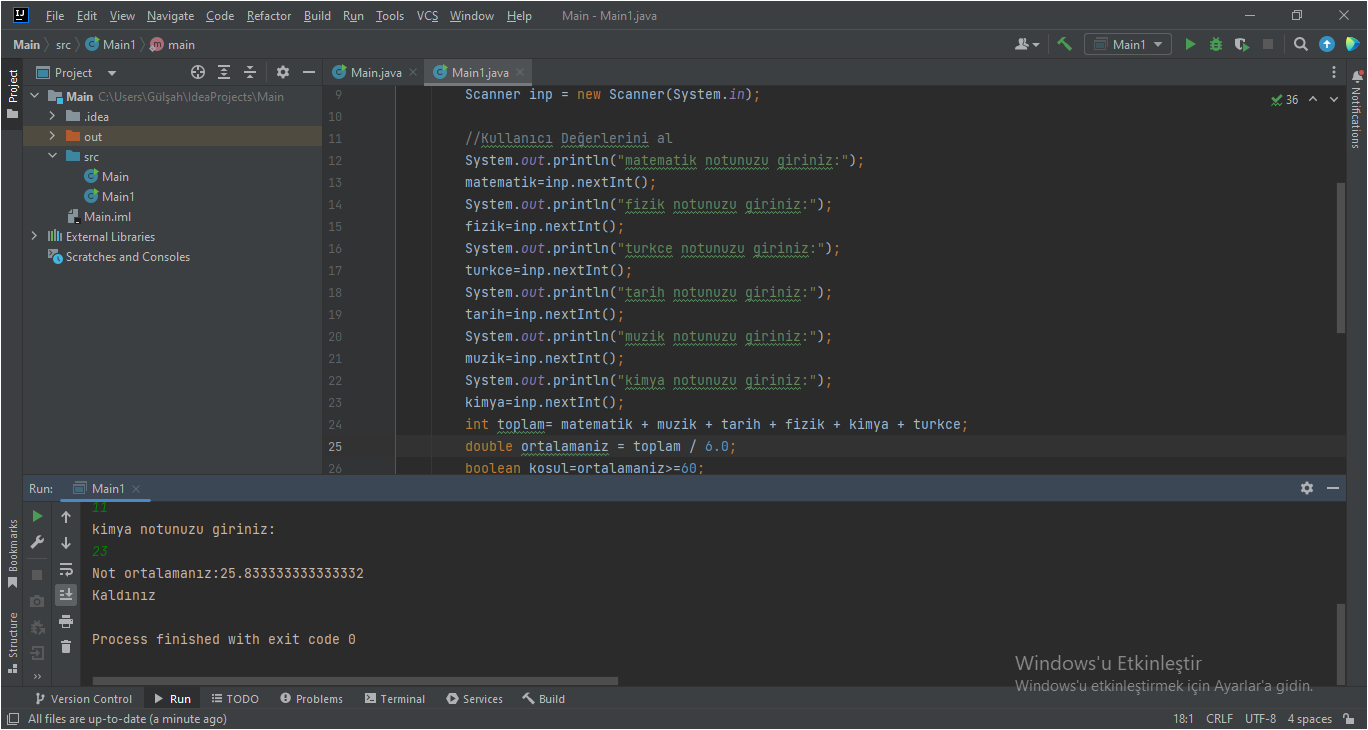 File Edit View Navigate Code Refactor Build Run Tools VCS Window Help Main - Main1.java
Main src Main1 main
Main1
Project
Main.java
Main1.java
Main C:\Users\Gülşah\IdeaProjects\Main
.idea
out
src
Main
Main1
Main.iml
External Libraries
Scratches and Consoles
Project
Bookmarks
Structure
Notifications
36
9 Scanner inp = new Scanner(System.in);
10
11 //Kullanıcı Değerlerini al
12 System.out.println("matematik notunuzu giriniz:");
13 matematik=inp.nextInt();
14 System.out.println("fizik notunuzu giriniz:");
15 fizik=inp.nextInt();
16 System.out.println("turkce notunuzu giriniz:");
17 turkce=inp.nextInt();
18 System.out.println("tarih notunuzu giriniz:");
19 tarih=inp.nextInt();
20 System.out.println("muzik notunuzu giriniz:");
21 muzik=inp.nextInt();
22 System.out.println("kimya notunuzu giriniz:");
23 kimya=inp.nextInt();
24 int toplam= matematik + muzik + tarih + fizik + kimya + turkce;
25 double ortalamaniz = toplam / 6.0;
26 boolean kosul=ortalamaniz>=60;
Run: Main1
11
kimya notunuzu giriniz:
23
Not ortalamanız:25.833333333333332
Kaldınız
Process finished with exit code 0
Windows'u Etkinleştir
Windows'u etkinleştirmek için Ayarlar'a gidin.
Version Control Run TODO Problems Terminal Services Build
All files are up-to-date (a minute ago) 18:1 CRLF UTF-8 4 spaces